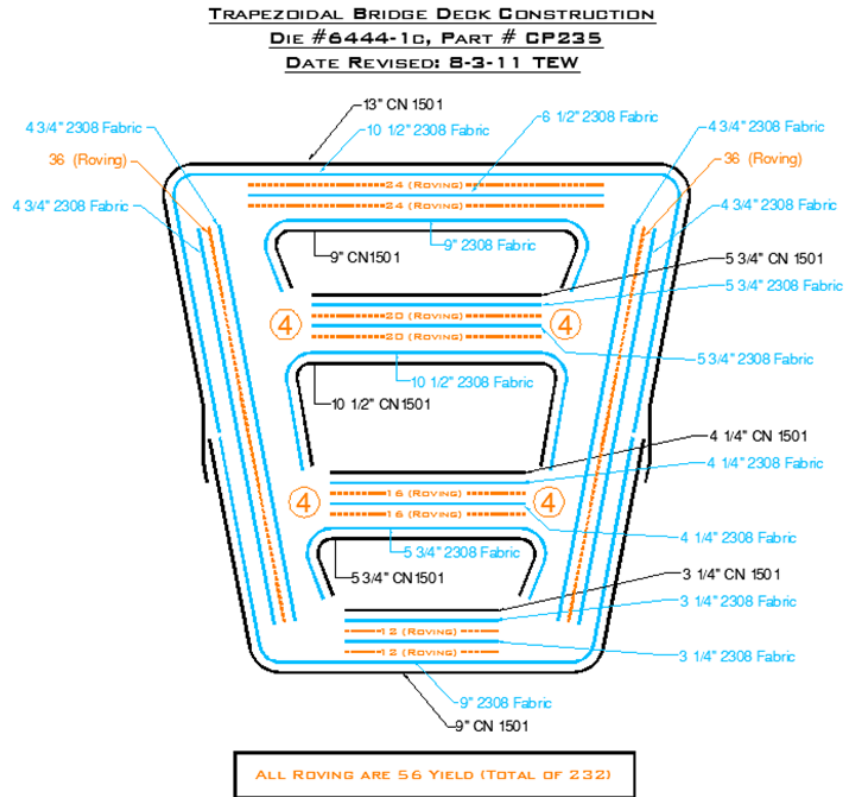 Trapezoidal Bridge Deck Construction
Die #6444-1c, Part # CP235
Date Revised: 8-3-11 TEW
13" CN 1501
10 1/2" 2308 Fabric
6 1/2" 2308 Fabric
4 3/4" 2308 Fabric
4 3/4" 2308 Fabric
36 (Roving)
36 (Roving)
24 (Roving)
24 (Roving)
4 3/4" 2308 Fabric
4 3/4" 2308 Fabric
9" 2308 Fabric
9" CN1501
5 3/4" CN 1501
5 3/4" 2308 Fabric
20 (Roving)
4
4
20 (Roving)
5 3/4" 2308 Fabric
10 1/2" 2308 Fabric
10 1/2" CN1501
4 1/4" CN 1501
4 1/4" 2308 Fabric
16 (Roving)
4
4
16 (Roving)
4 1/4" 2308 Fabric
5 3/4" 2308 Fabric
5 3/4" CN1501
3 1/4" CN 1501
3 1/4" 2308 Fabric
12 (Roving)
12 (Roving)
3 1/4" 2308 Fabric
9" 2308 Fabric
9" CN 1501
All Roving are 56 Yield (Total of 232)